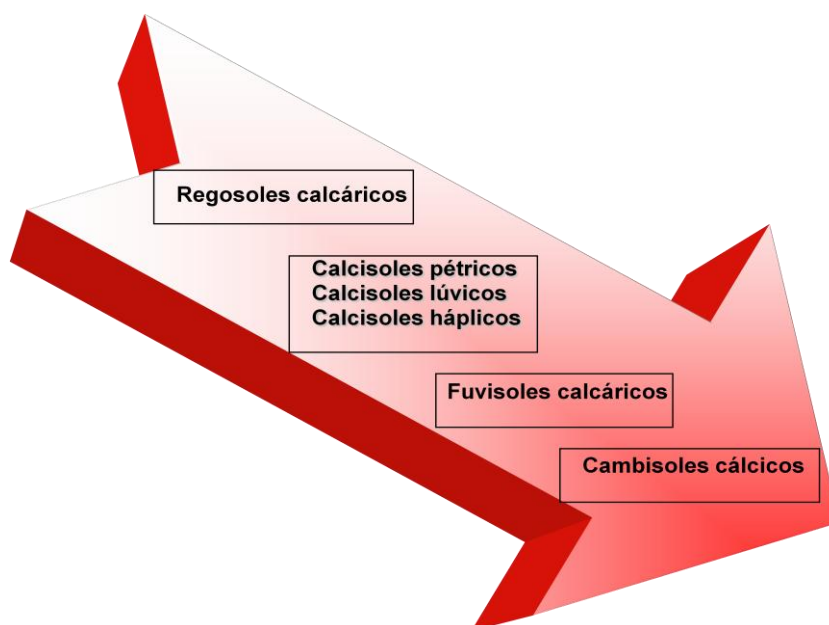 Regosoles calcáricos
Calcisoles pétricos
Calcisoles lúvicos
Calcisoles háplicos
Fuvisoles calcáricos
Cambisoles cálcicos